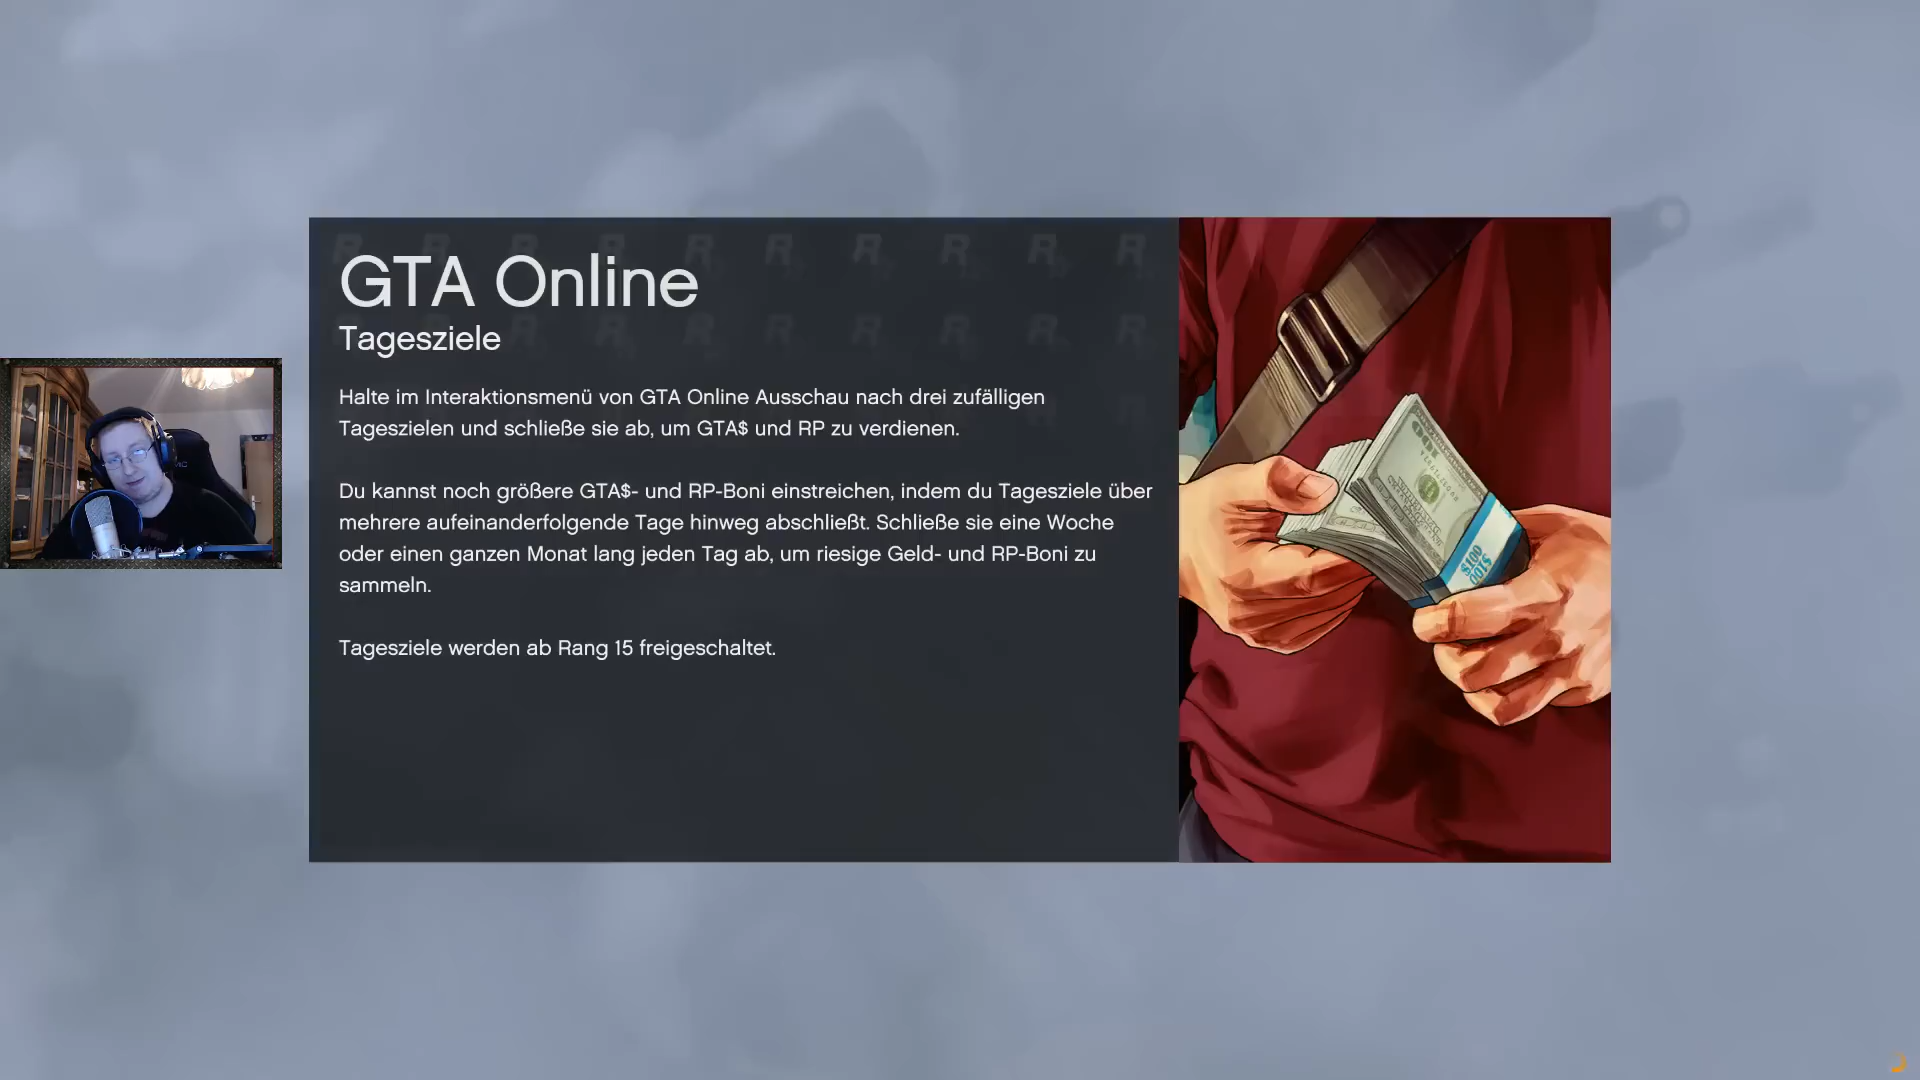 GTA Online
Tagesziele
Halte im Interaktionsmenü von GTA Online Ausschau nach drei zufälligen
Tageszielen und schließe sie ab, um GTA$ und RP zu verdienen.
Du kannst noch größere GTA$- und RP-Boni einstreichen, indem du Tagesziele über
mehrere aufeinanderfolgende Tage hinweg abschließt. Schließe sie eine Woche
oder einen ganzen Monat lang jeden Tag ab, um riesige Geld- und RP-Boni zu
sammeln.
Tagesziele werden ab Rang 15 freigeschaltet.
$100
$100